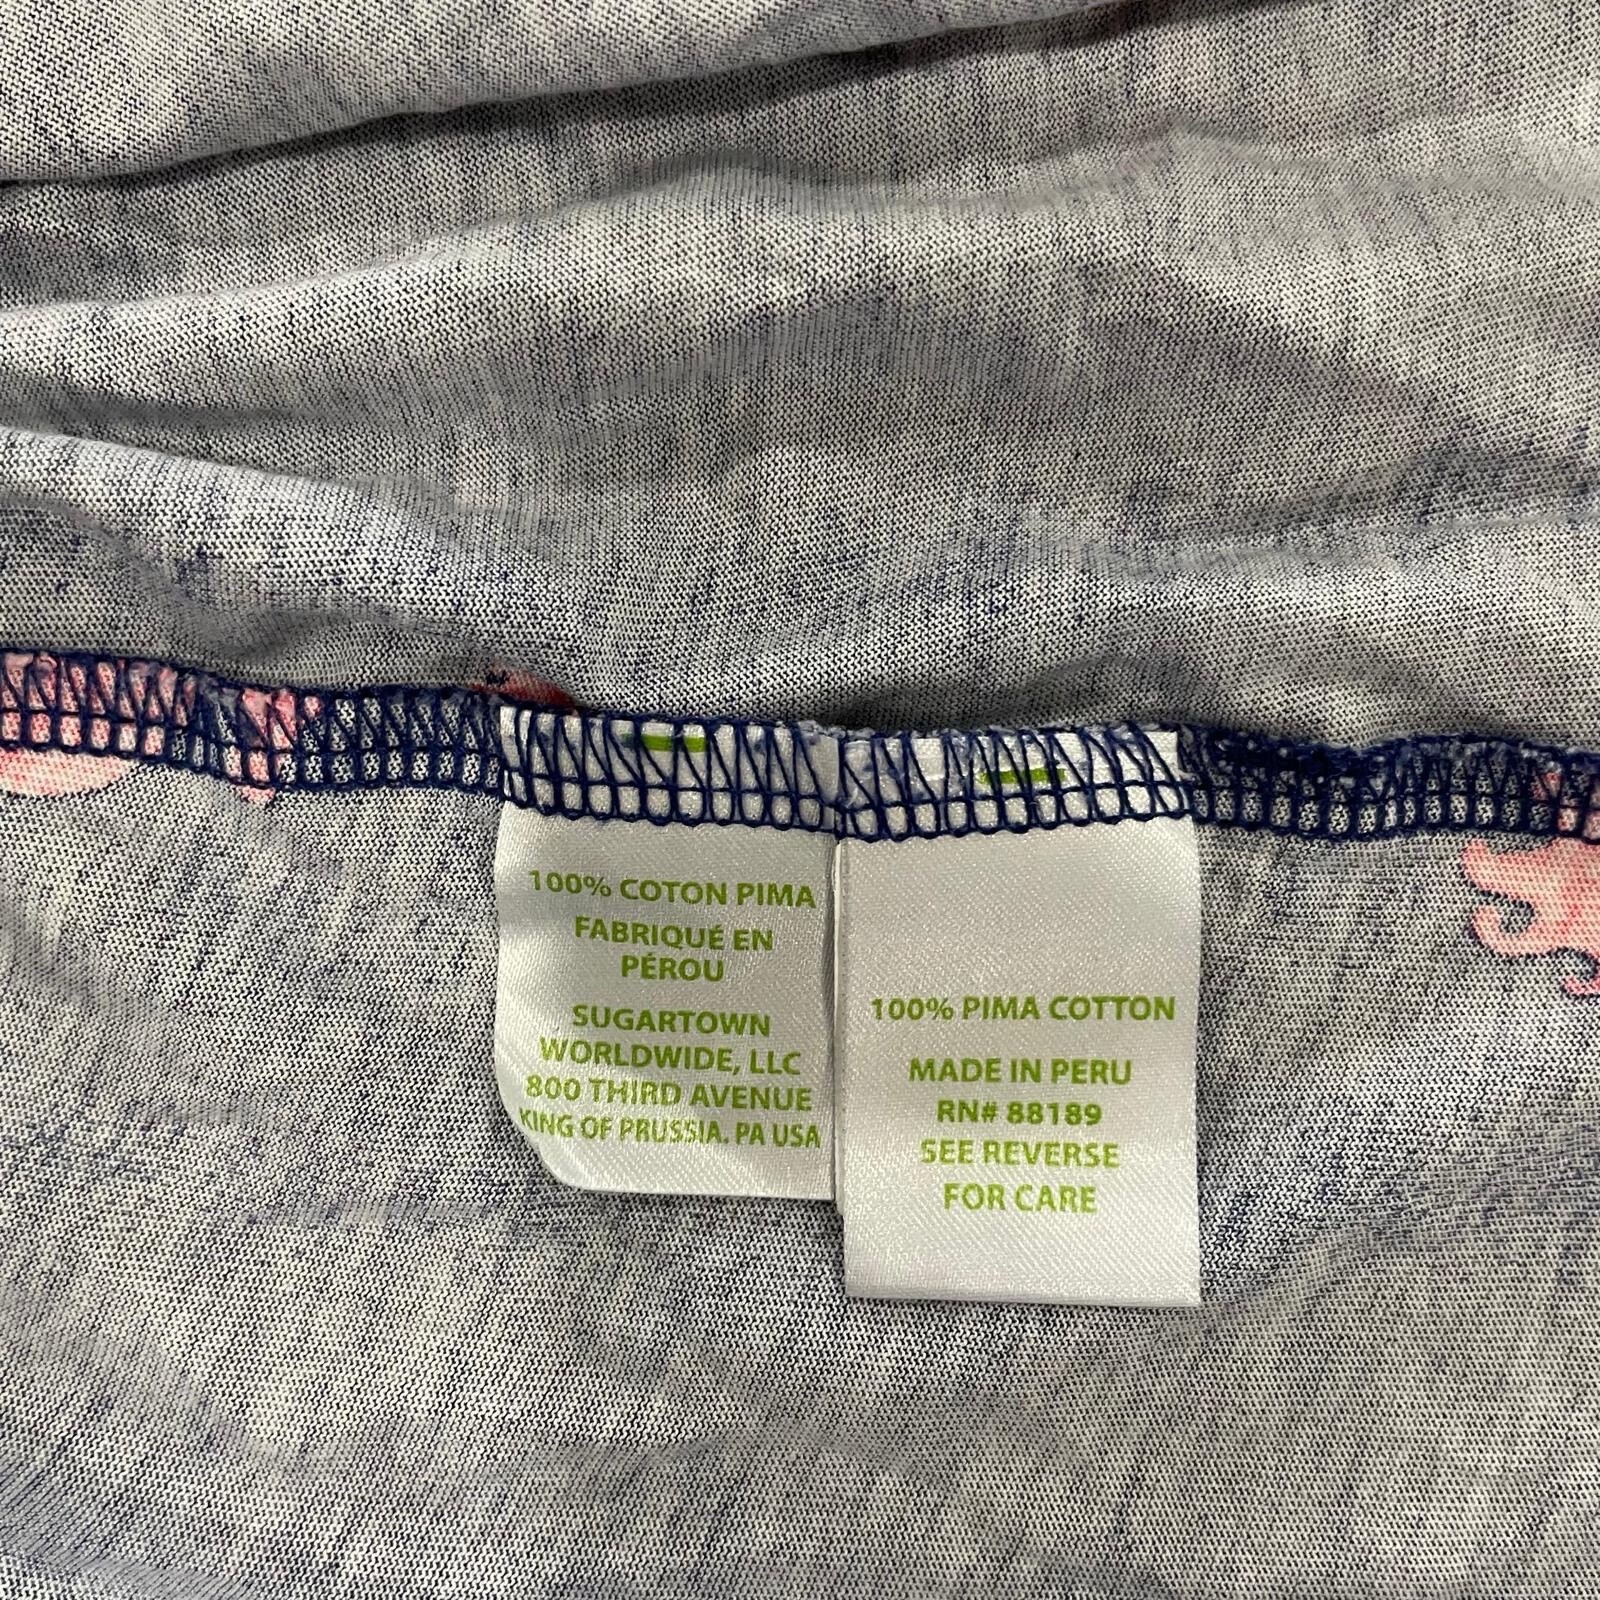 100% COTON PIMA
FABRIQUÉ EN
PÉROU
SUGARTOWN
WORLDWIDE, LLC
800 THIRD AVENUE
KING OF PRUSSIA. PA USA
100% PIMA COTTON
MADE IN PERU
RN# 88189
SEE REVERSE
FOR CARE